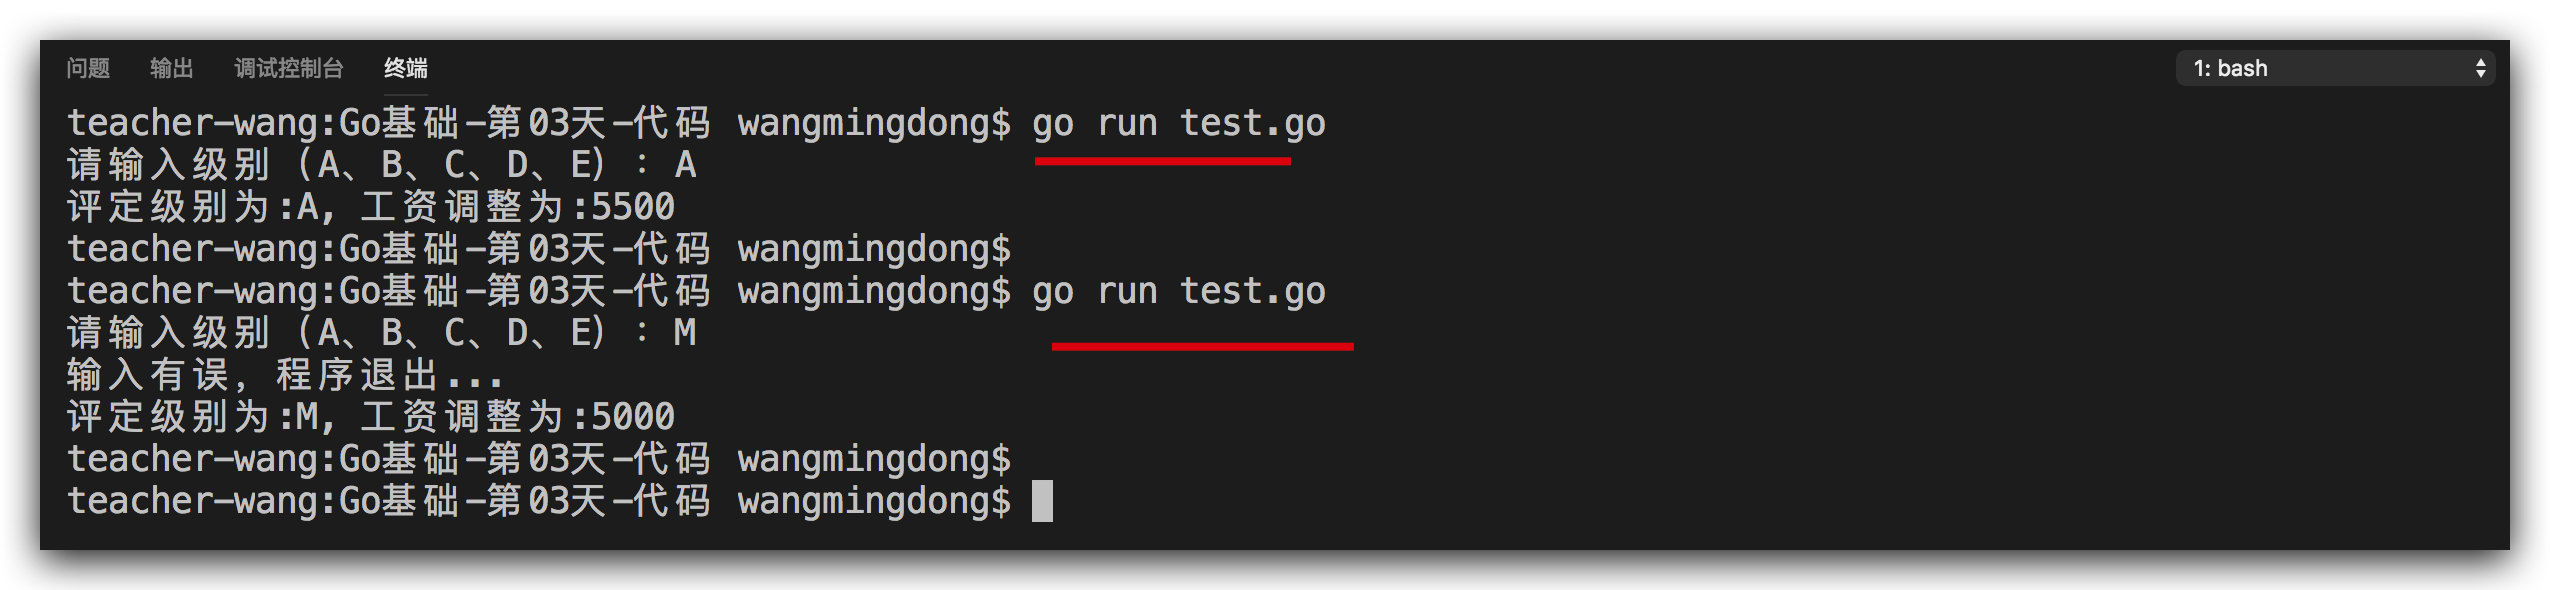 问题 输出 调试控制台 终端 1: bash
teacher-wang:Go基础-第03天-代码 wangmingdong$ go run test.go
请输入级别（A、B、C、D、E）：A
评定级别为:A, 工资调整为:5500
teacher-wang:Go基础-第03天-代码 wangmingdong$
teacher-wang:Go基础-第03天-代码 wangmingdong$ go run test.go
请输入级别（A、B、C、D、E）：M
输入有误，程序退出...
评定级别为:M, 工资调整为:5000
teacher-wang:Go基础-第03天-代码 wangmingdong$
teacher-wang:Go基础-第03天-代码 wangmingdong$